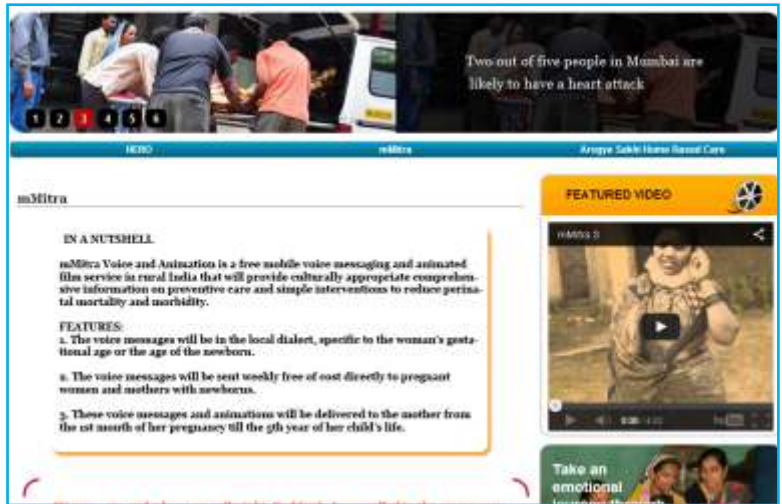 Two out of five people in Mumbai are
likely to have a heart attack
1 2 3 4 5 6
HERO mMitra Arogya Sakhi Home Based Care
mMitra
FEATURED VIDEO
mMitra 3
IN A NUTSHELL
mMitra Voice and Animation is a free mobile voice messaging and animated
film service in rural India that will provide culturally appropriate comprehen-
sive information on preventive care and simple interventions to reduce perina-
tal mortality and morbidity.
FEATURES:
1. The voice messages will be in the local dialect, specific to the woman's gesta-
tional age or the age of the newborn.
2. The voice messages will be sent weekly free of cost directly to pregnant
women and mothers with newborns.
3. These voice messages and animations will be delivered to the mother from
the 1st month of her pregnancy till the 5th year of her child's life.
Take an
emotional